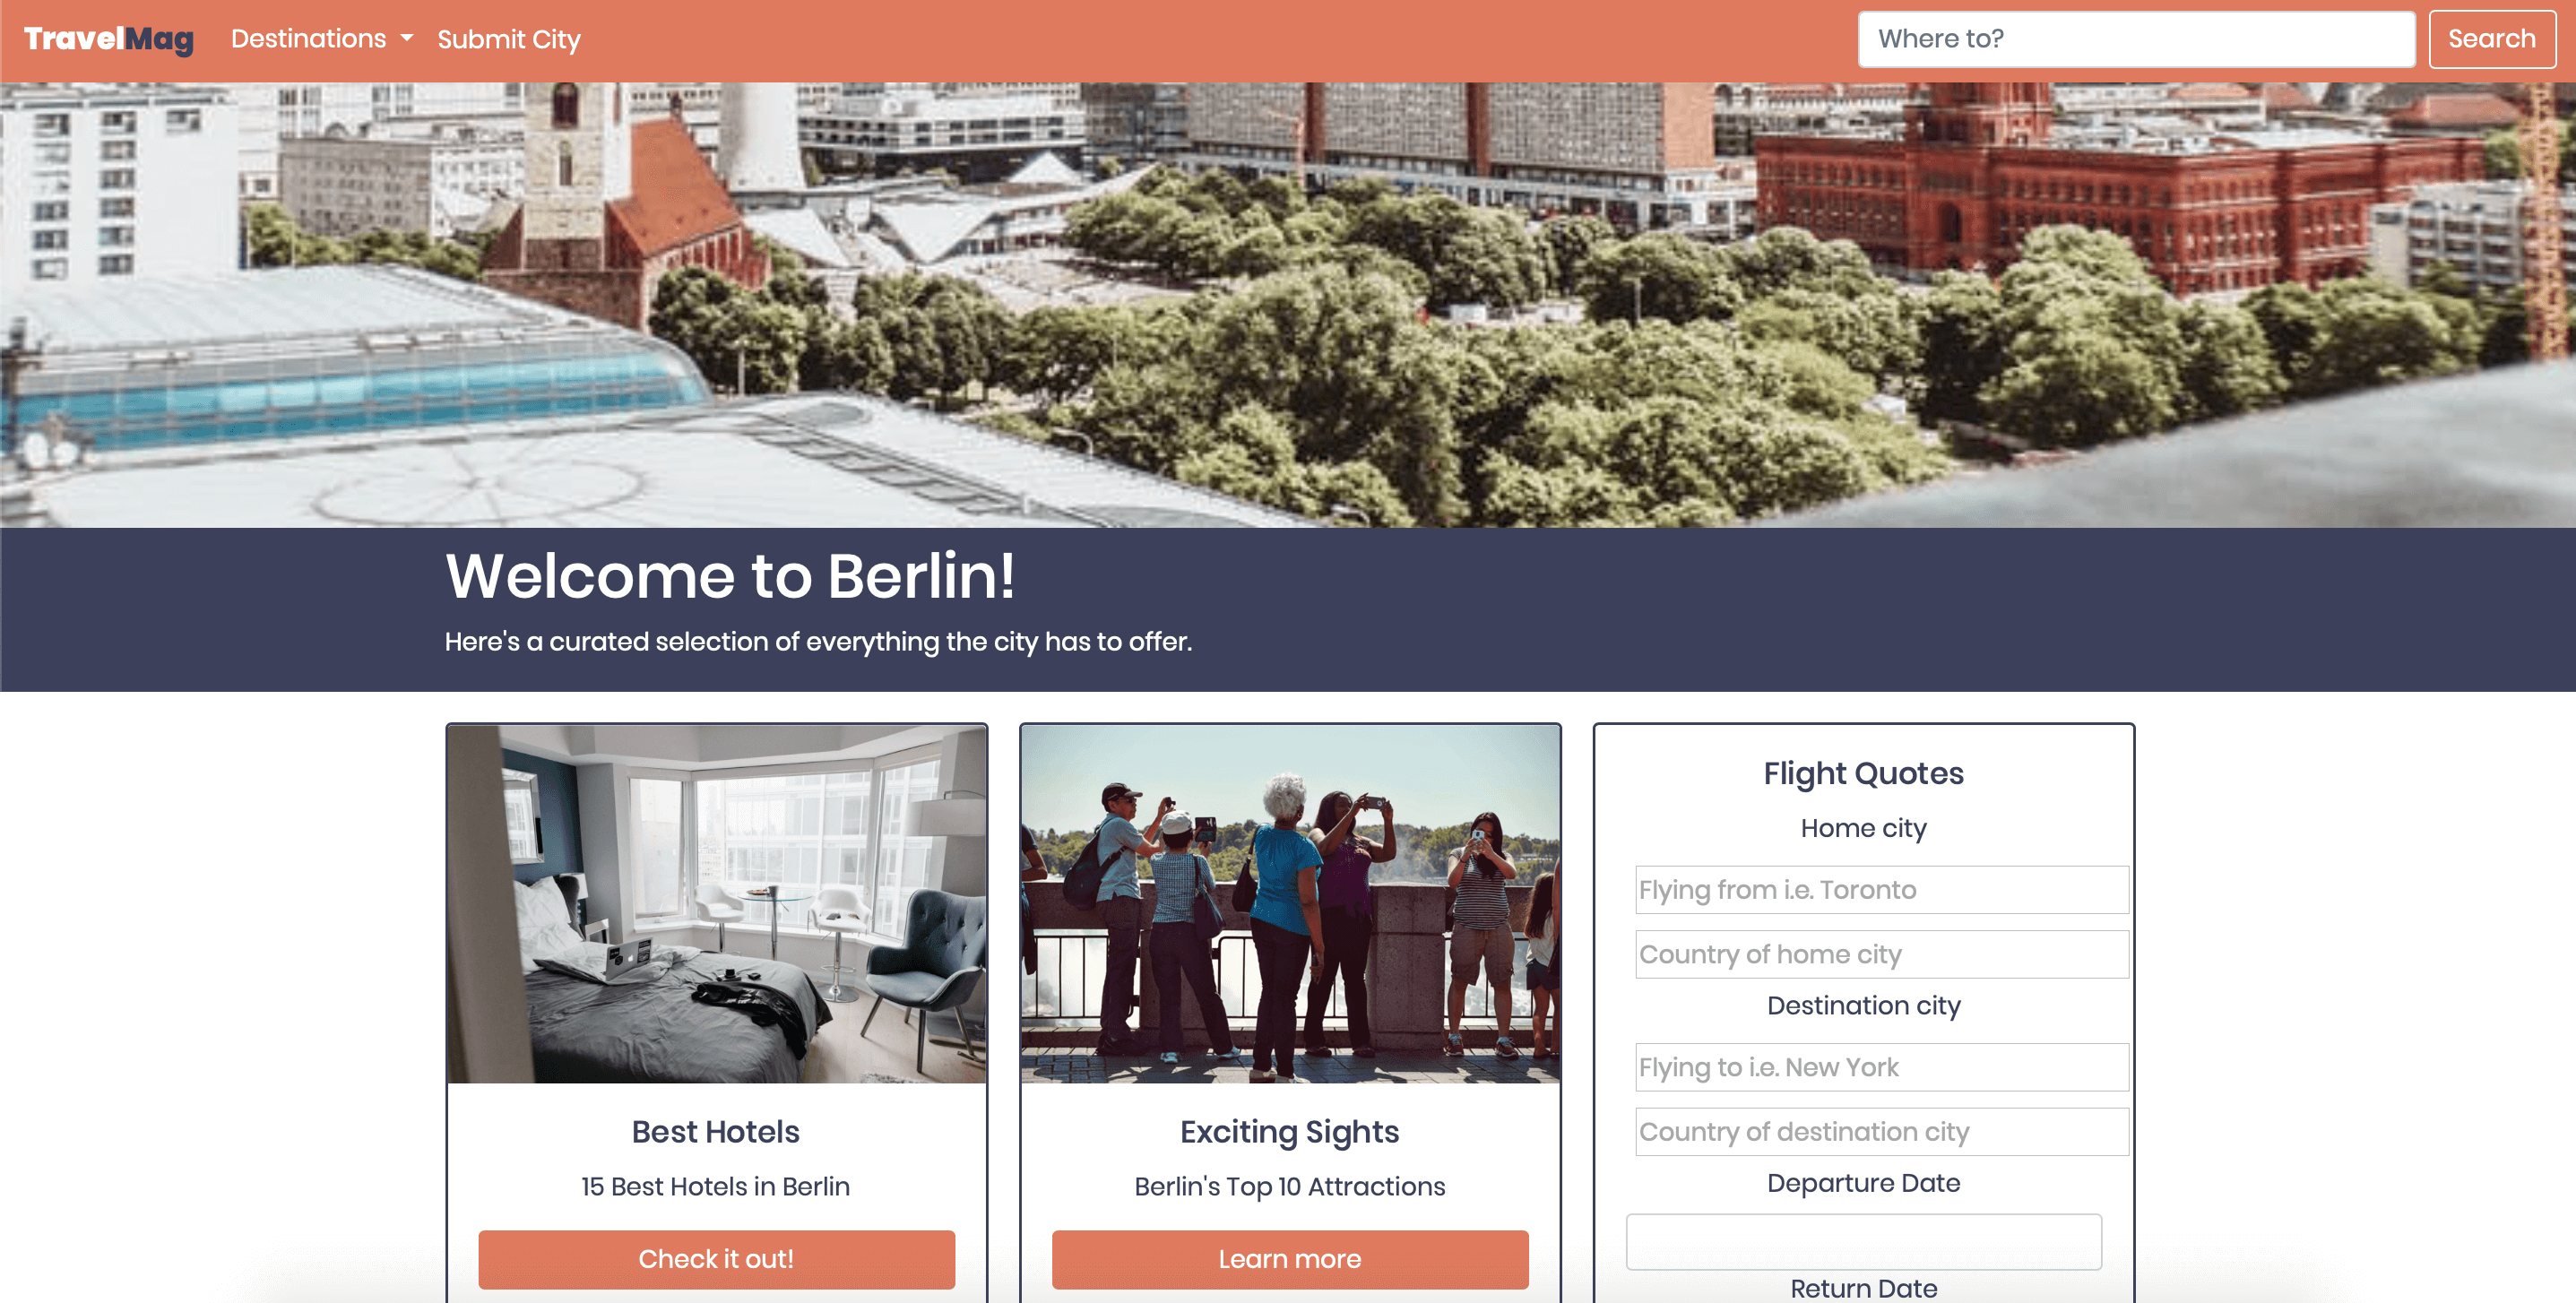 TravelMag Destinations Submit City Where to? Search
Welcome to Berlin!
Here's a curated selection of everything the city has to offer.
Best Hotels
15 Best Hotels in Berlin
Check it out!
Exciting Sights
Berlin's Top 10 Attractions
Learn more
Flight Quotes
Home city
Flying from i.e. Toronto
Country of home city
Destination city
Flying to i.e. New York
Country of destination city
Departure Date
Return Date